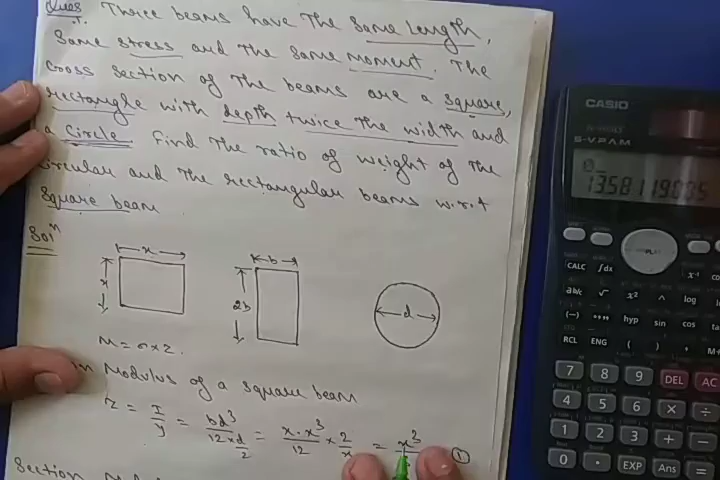 Ques. Three beams have the same length,
same stress and the same moment. The
cross section of the beams are a square,
rectangle with depth twice the width and
a circle. Find the ratio of weight of the
circular and the rectangular beams w.r.t
square beam
Solⁿ
x
x
b
2b
d
M = σ × z.
Modulus of a square beam
z = I/y = bd³/(12 × d/2) = x·x³/12 × 2/x = x³/ ①
Section
CASIO
S-V.P.A.M.
0
CALC ∫dx x⁻¹
√ x² ^ log
(−) °'" hyp sin cos
RCL ENG ( ) , M+
7 8 9 DEL AC
4 5 6 ×
1 2 3 + −
0 . EXP Ans =